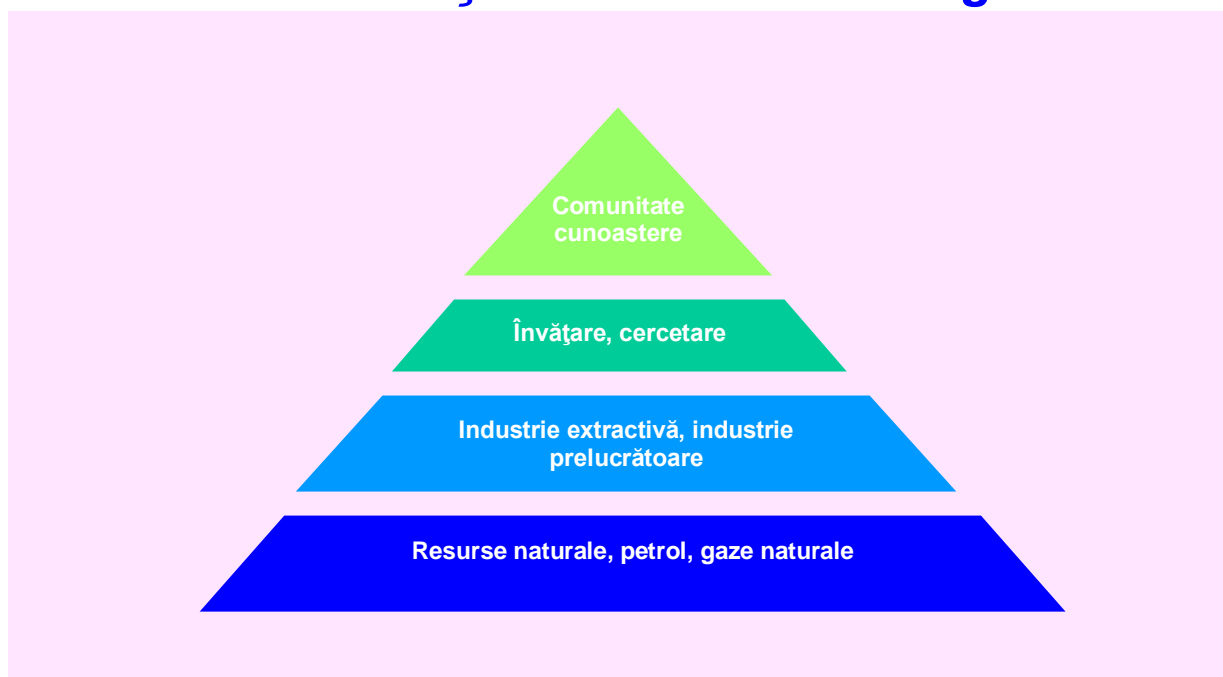 Comunitate
cunoastere
Învăţare, cercetare
Industrie extractivă, industrie
prelucrătoare
Resurse naturale, petrol, gaze naturale